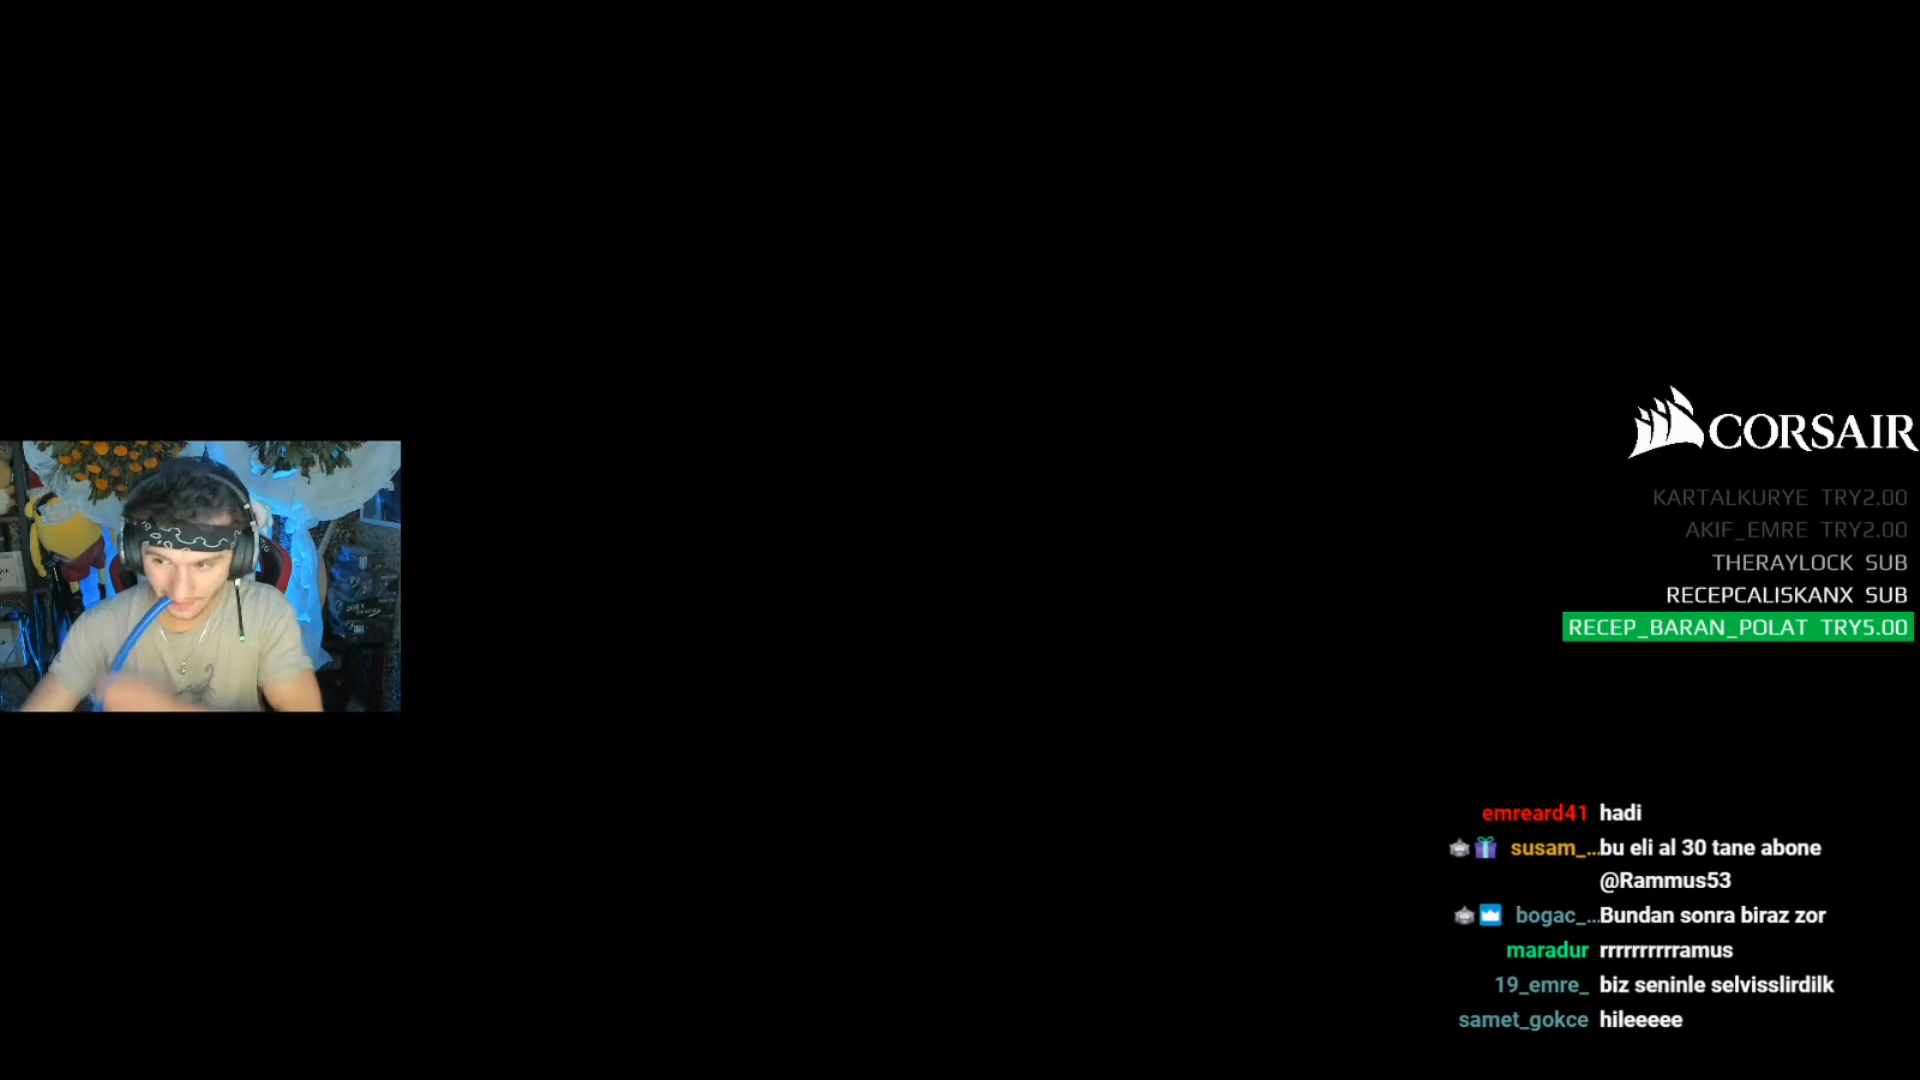 CORSAIR
KARTALKURYE TRY2.00
AKIF_EMRE TRY2.00
THERAYLOCK SUB
RECEPCALISKANX SUB
RECEP_BARAN_POLAT TRY5.00
emreard41 hadi
susam_... bu eli al 30 tane abone
@Rammus53
bogac_... Bundan sonra biraz zor
maradur rrrrrrrrrramus
19_emre_ biz seninle selvisslirdilk
samet_gokce hileeeee